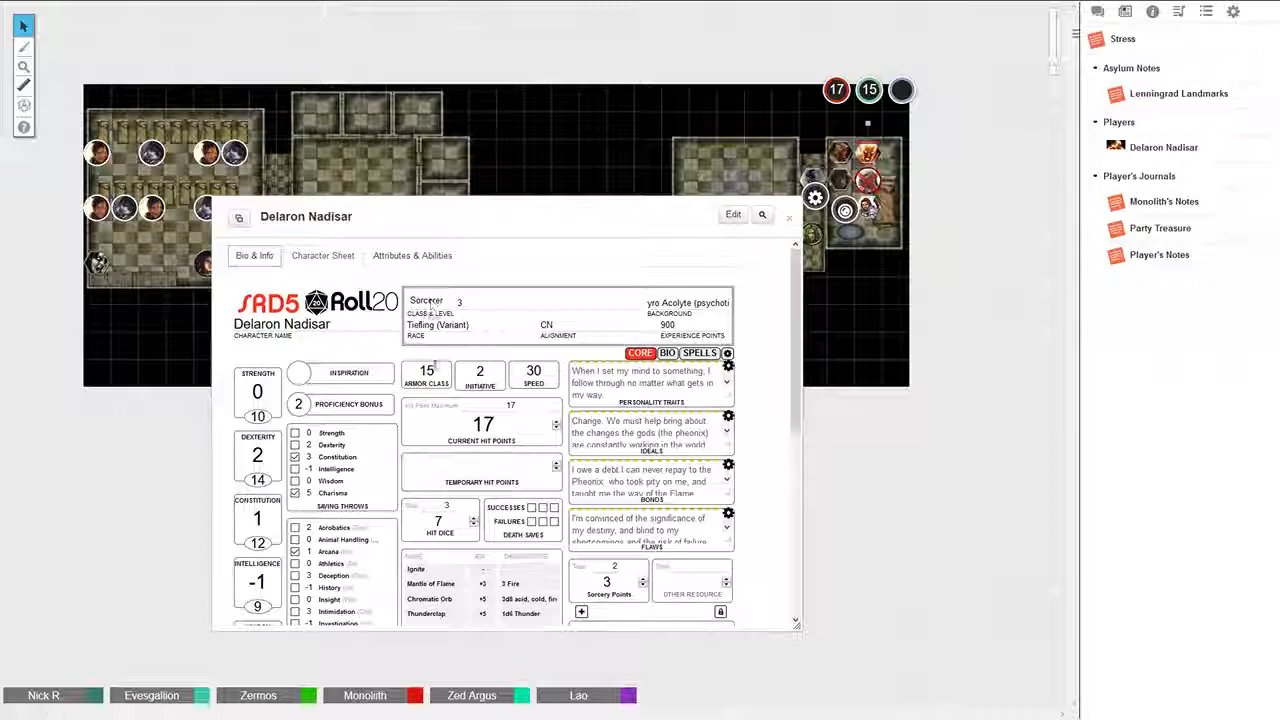 17 15
Stress
Asylum Notes
Lenningrad Landmarks
Players
Delaron Nadisar
Player's Journals
Monolith's Notes
Party Treasure
Player's Notes
Delaron Nadisar
Edit
Bio & Info Character Sheet Attributes & Abilities
SRD5 Roll20
Delaron Nadisar
CHARACTER NAME
Sorcerer 3 yro Acolyte (psychoti
CLASS & LEVEL BACKGROUND
Tiefling (Variant) CN 900
RACE ALIGNMENT EXPERIENCE POINTS
CORE BIO SPELLS
STRENGTH
0
10
DEXTERITY
2
14
CONSTITUTION
1
12
INTELLIGENCE
-1
9
INSPIRATION
2 PROFICIENCY BONUS
0 Strength
2 Dexterity
3 Constitution
-1 Intelligence
0 Wisdom
5 Charisma
SAVING THROWS
2 Acrobatics
0 Animal Handling
1 Arcana
0 Athletics
3 Deception
-1 History
0 Insight
3 Intimidation
-1 Investigation
15 2 30
ARMOR CLASS INITIATIVE SPEED
Hit Point Maximum 17
17
CURRENT HIT POINTS
TEMPORARY HIT POINTS
3
7
HIT DICE
SUCCESSES
FAILURES
DEATH SAVES
Ignite
Mantle of Flame +3 3 Fire
Chromatic Orb +5 3d8 acid, cold, fir
Thunderclap +5 1d6 Thunder
When I set my mind to something, I
follow through no matter what gets in
my way.
PERSONALITY TRAITS
Change. We must help bring about
the changes the gods (the pheonix)
are constantly working in the world
IDEALS
I owe a debt I can never repay to the
Pheonix who took pity on me, and
taught me the way of the Flame
BONDS
I'm convinced of the significance of
my destiny, and blind to my
shortcomings and the risk of failure
FLAWS
2
3
Sorcery Points
OTHER RESOURCE
Nick R. Evesgallion Zermos Monolith Zed Argus Lao